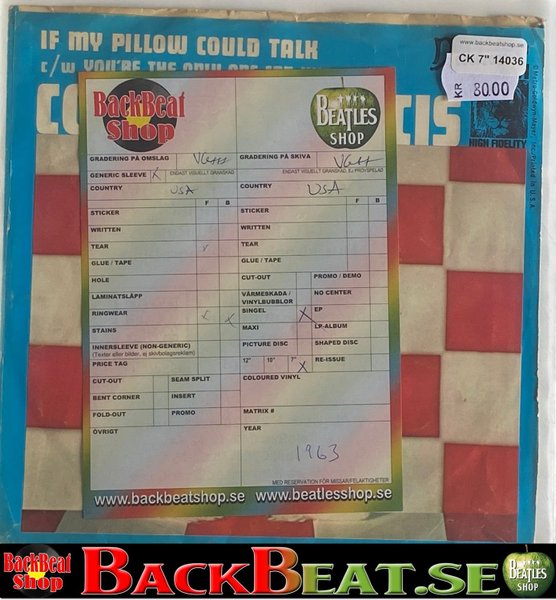 IF MY PILLOW COULD TALK
c/w YOU'RE THE ONLY ONE
www.backbeatshop.se
CK 7" 14036
KR 8000
CO CIS
HIGH FIDELITY
BackBeat Shop
BEATLES SHOP
GRADERING PÅ OMSLAG
GRADERING PÅ SKIVA
GENERIC SLEEVE X ENDAST VISUELLT GRANSKAD
ENDAST VISUELLT GRANSKAD, EJ PROVSPELAD
COUNTRY USA
COUNTRY USA
F B
F B
STICKER
STICKER
WRITTEN
WRITTEN
TEAR
TEAR
GLUE / TAPE
GLUE / TAPE
HOLE
CUT-OUT PROMO / DEMO
LAMINATSLÄPP
VÄRMESKADA / VINYLBUBBLOR NO CENTER
RINGWEAR
SINGEL X EP
STAINS
MAXI LP-ALBUM
INNERSLEEVE (NON-GENERIC)
(Texter eller bilder, ej skivbolagsreklam)
PICTURE DISC SHAPED DISC
PRICE TAG
12" 10" 7" X RE-ISSUE
CUT-OUT SEAM SPLIT
COLOURED VINYL
BENT CORNER INSERT
FOLD-OUT PROMO
MATRIX #
ÖVRIGT
YEAR
1963
MED RESERVATION FÖR MISSAR/FELAKTIGHETER
www.backbeatshop.se www.beatlesshop.se
BackBeat Shop
BACKBEAT.SE
BEATLES SHOP